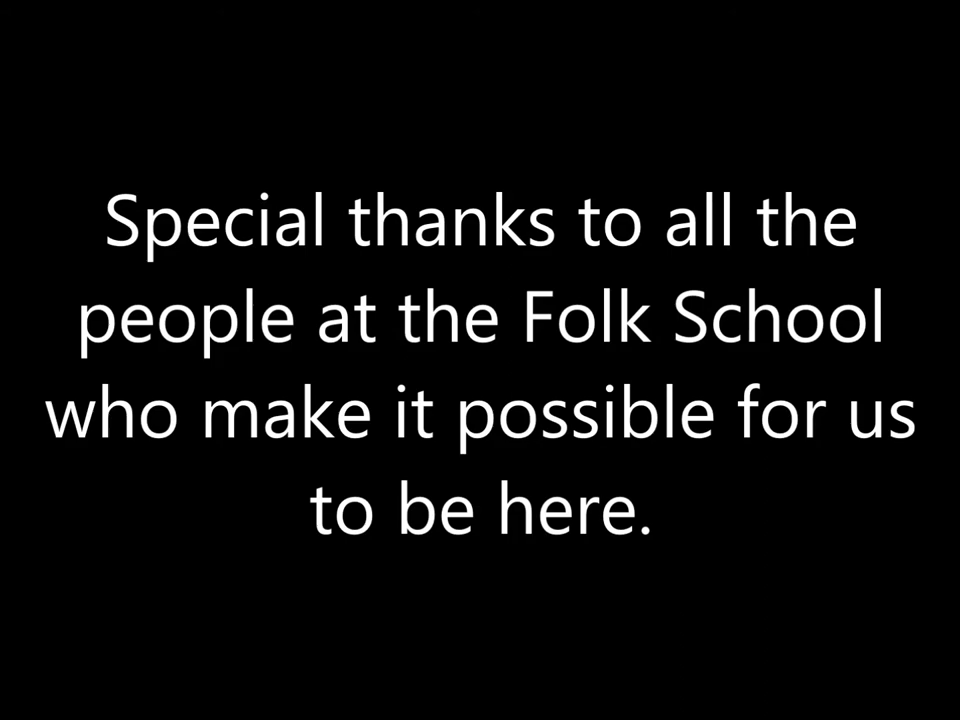 Special thanks to all the
people at the Folk School
who make it possible for us
to be here.